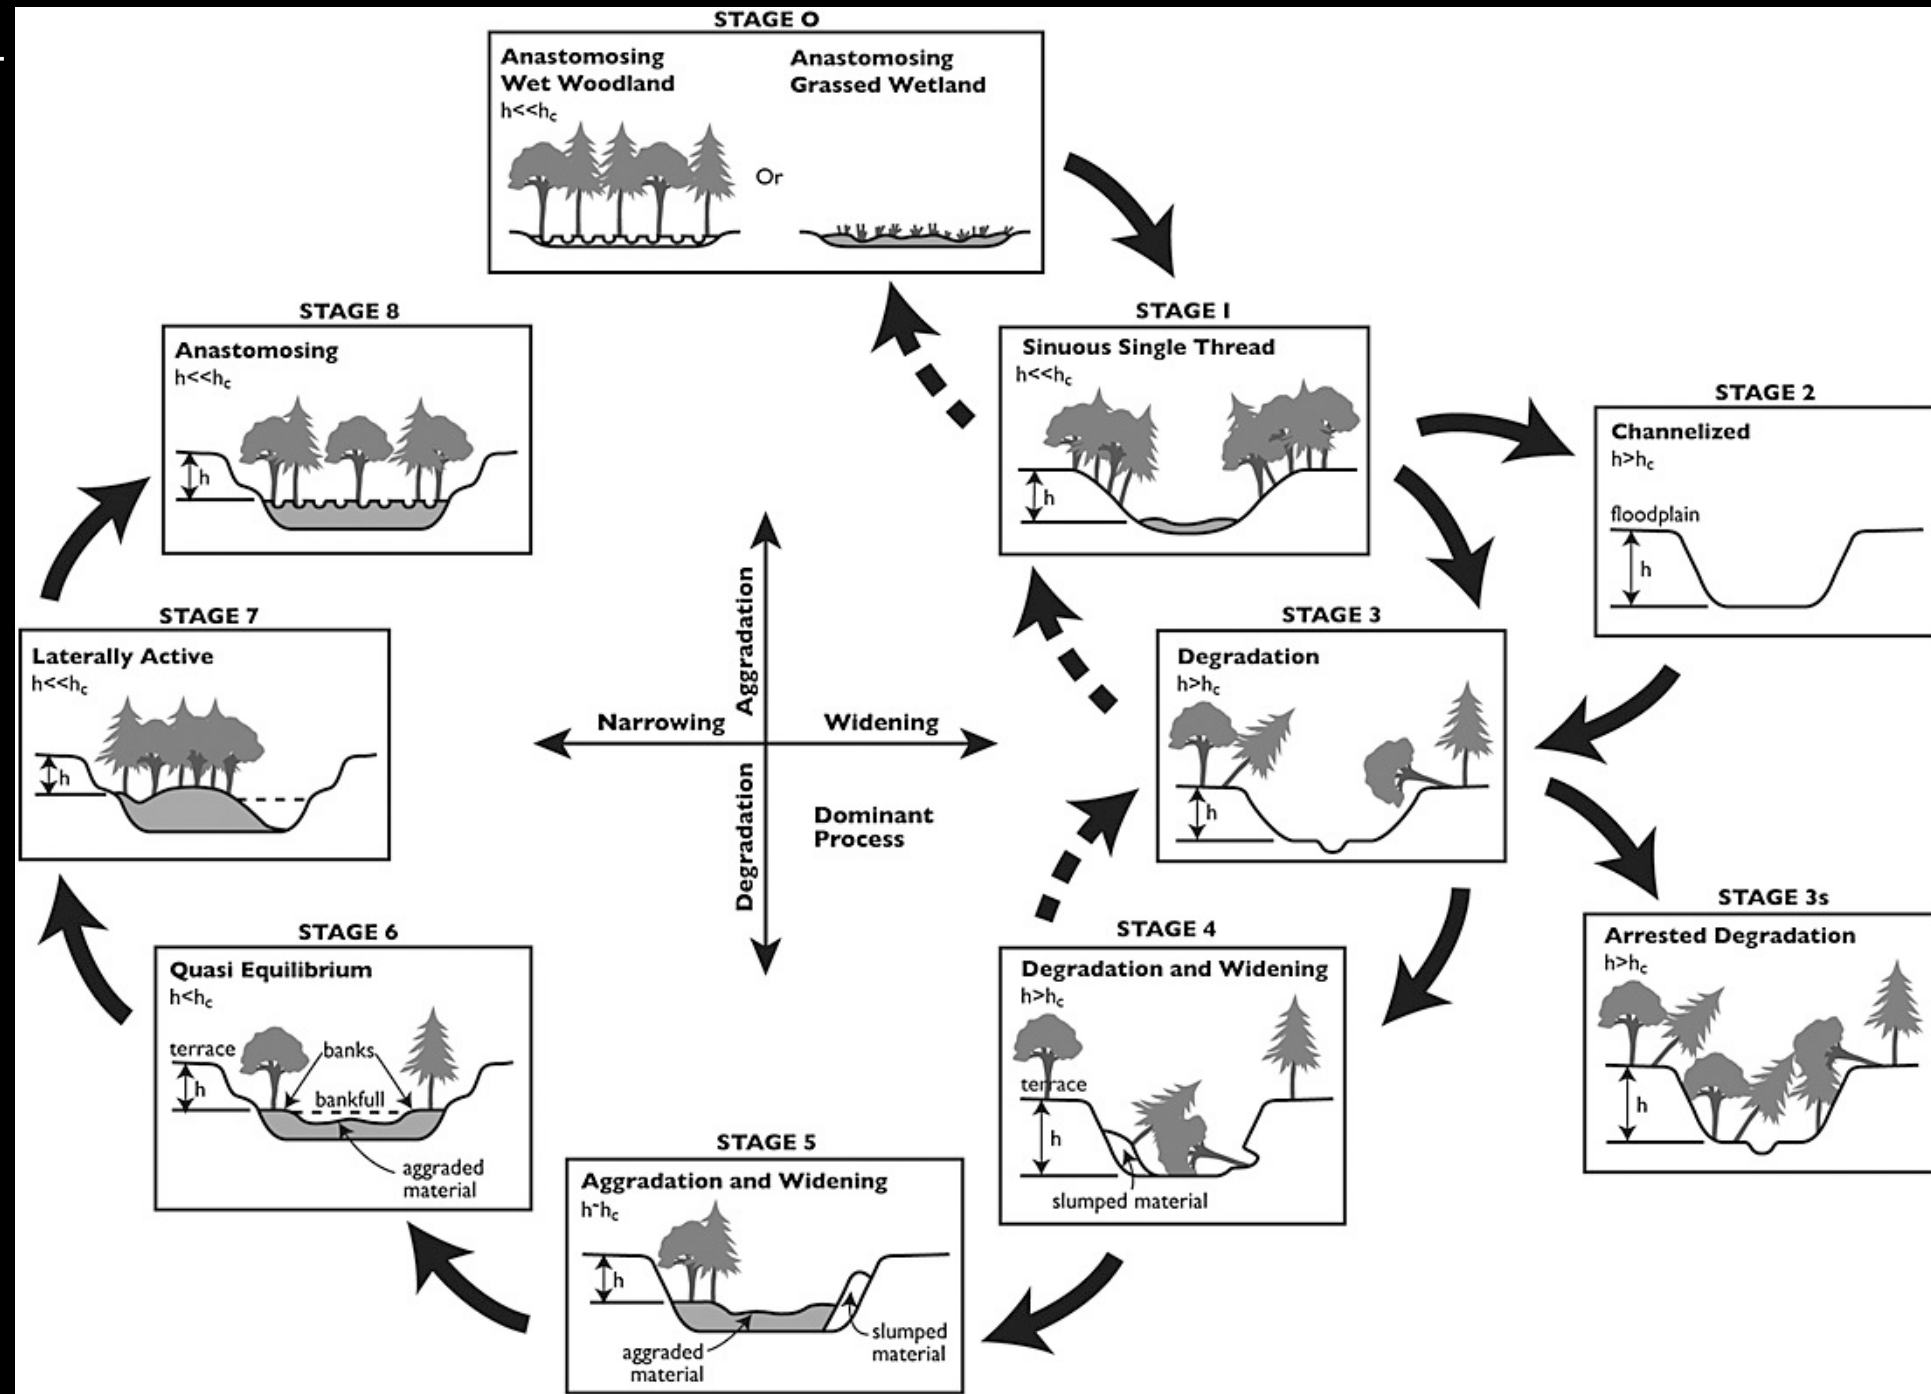 STAGE O
Anastomosing
Wet Woodland
h<<hc
Or
Anastomosing
Grassed Wetland
STAGE I
Sinuous Single Thread
h<<hc
h
STAGE 2
Channelized
h>hc
floodplain
h
STAGE 3
Degradation
h>hc
h
STAGE 3s
Arrested Degradation
h>hc
h
STAGE 4
Degradation and Widening
h>hc
terrace
h
slumped material
STAGE 5
Aggradation and Widening
h~hc
h
aggraded
material
slumped
material
STAGE 6
Quasi Equilibrium
h<hc
terrace
banks
h
bankfull
aggraded
material
STAGE 7
Laterally Active
h<<hc
h
STAGE 8
Anastomosing
h<<hc
h
Aggradation
Narrowing
Widening
Degradation
Dominant
Process